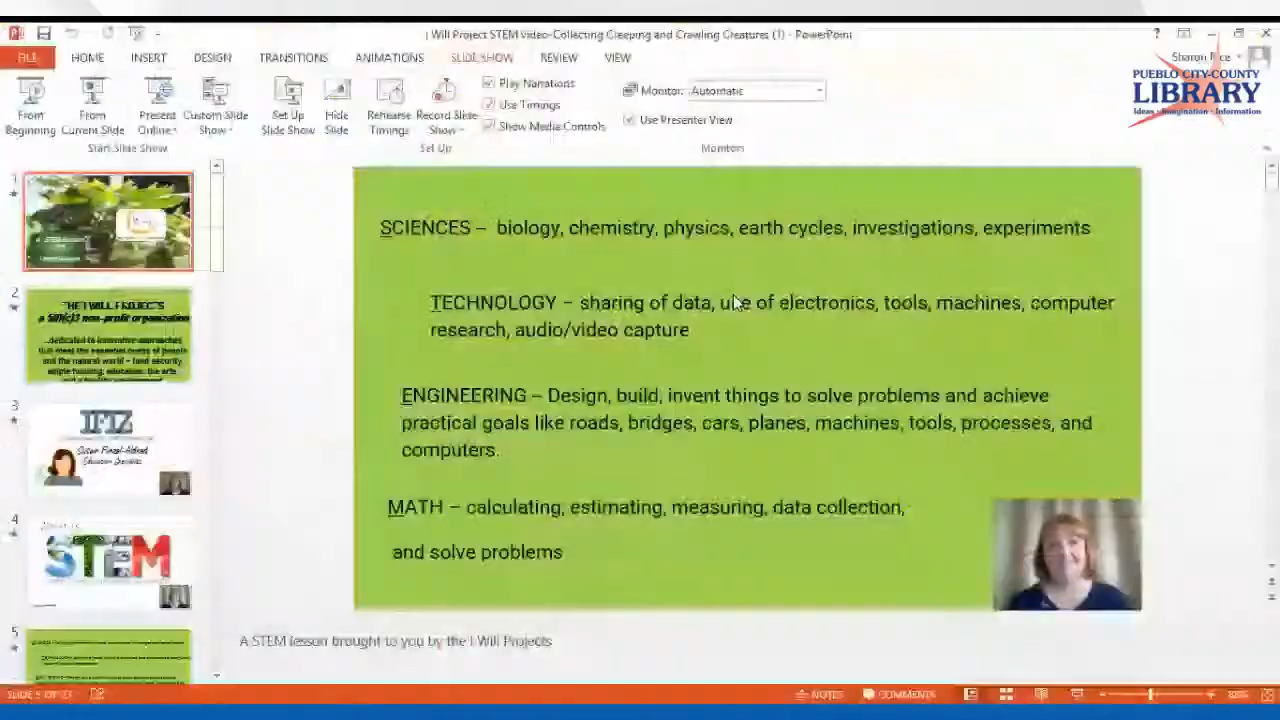 I Will Project STEM video-Collecting Creeping and Crawling Creatures (1) - PowerPoint
?
FILE HOME INSERT DESIGN TRANSITIONS ANIMATIONS SLIDE SHOW REVIEW VIEW
Sharon Rice
PUEBLO CITY-COUNTY
LIBRARY
Ideas Imagination Information
From Beginning
From Current Slide
Present Online
Custom Slide Show
Start Slide Show
Set Up Slide Show
Hide Slide
Rehearse Timings
Record Slide Show
Play Narrations
Use Timings
Show Media Controls
Set Up
Monitor: Automatic
Use Presenter View
Monitors
1
2
THE I WILL PROJECTS
a 501(c)3 non-profit organization
...dedicated to innovative approaches
that meet the essential needs of people
and the natural world – food security,
simple housing, education, the arts
3
4
STEM
5
SCIENCES – biology, chemistry, physics, earth cycles, investigations, experiments
TECHNOLOGY – sharing of data, use of electronics, tools, machines, computer
research, audio/video capture
ENGINEERING – Design, build, invent things to solve problems and achieve
practical goals like roads, bridges, cars, planes, machines, tools, processes, and
computers.
MATH – calculating, estimating, measuring, data collection,
and solve problems
A STEM lesson brought to you by the I Will Projects
NOTES COMMENTS